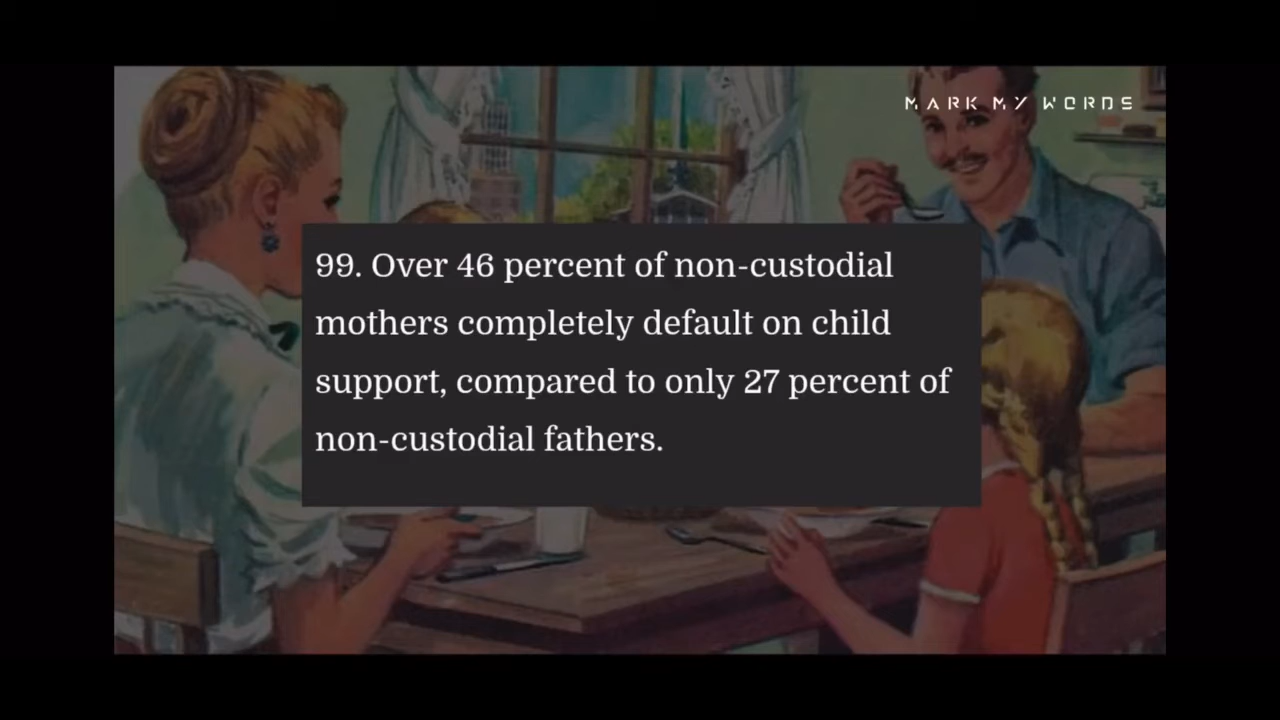 MARK MY WORDS
99. Over 46 percent of non-custodial
mothers completely default on child
support, compared to only 27 percent of
non-custodial fathers.